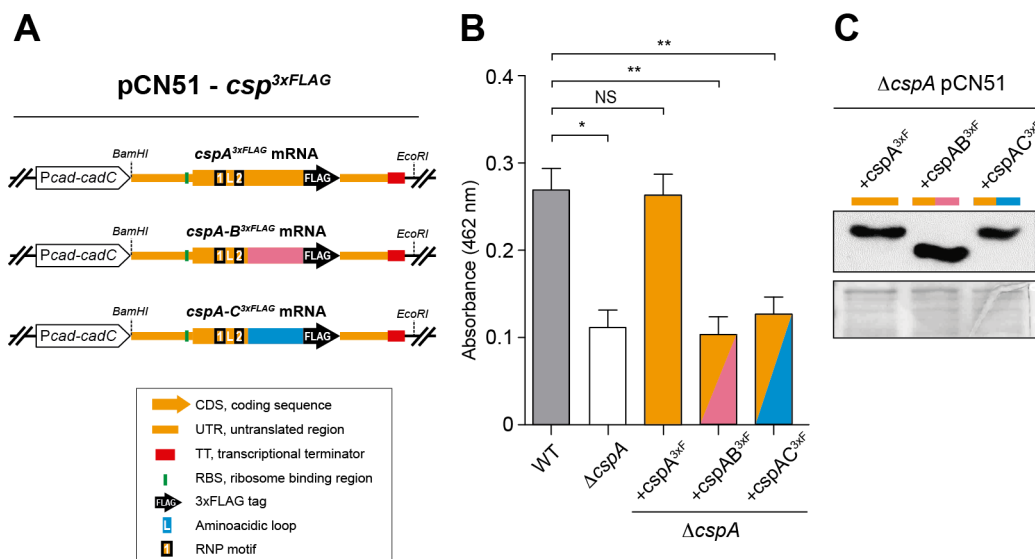 A
pCN51 - csp3xFLAG
BamHI
cspA3xFLAG mRNA
EcoRI
Pcad-cadC
1 L 2
FLAG
BamHI
cspA-B3xFLAG mRNA
EcoRI
Pcad-cadC
1 L 2
FLAG
BamHI
cspA-C3xFLAG mRNA
EcoRI
Pcad-cadC
1 L 2
FLAG
CDS, coding sequence
UTR, untranslated region
TT, transcriptional terminator
RBS, ribosome binding region
FLAG 3xFLAG tag
L Aminoacidic loop
1 RNP motif
B
**
**
NS
*
0.4
0.3
0.2
0.1
0
Absorbance (462 nm)
WT
ΔcspA
+cspA3xF
+cspAB3xF
+cspAC3xF
ΔcspA
C
ΔcspA pCN51
+cspA3xF
+cspAB3xF
+cspAC3xF